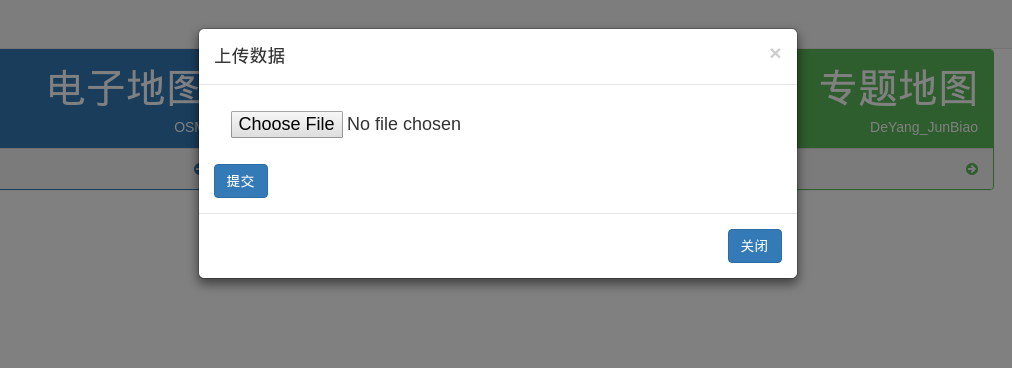 上传数据 ×
电子地图
专题地图
OSM
DeYang_JunBiao
Choose File No file chosen
提交
关闭